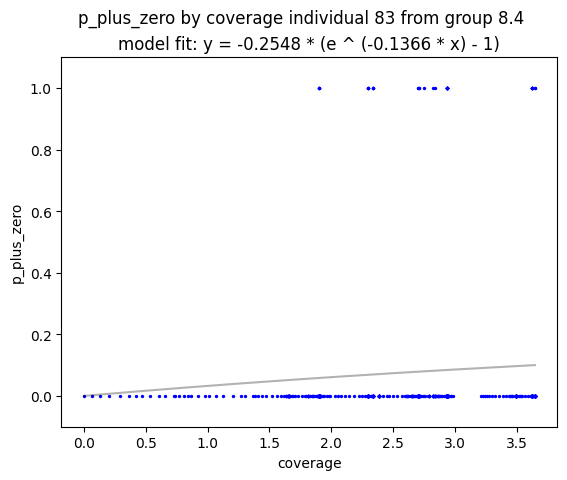 p_plus_zero by coverage individual 83 from group 8.4
model fit: y = -0.2548 * (e ^ (-0.1366 * x) - 1)
1.0
0.8
0.6
0.4
0.2
0.0
p_plus_zero
0.0 0.5 1.0 1.5 2.0 2.5 3.0 3.5
coverage